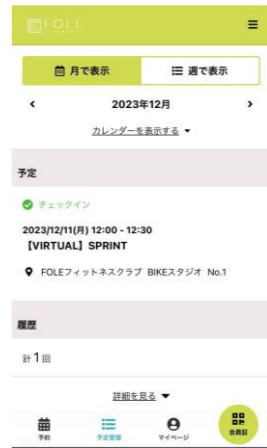 FOLE
月で表示
週で表示
2023年12月
カレンダーを表示する
予定
チェックイン
2023/12/11(月) 12:00 - 12:30
【VIRTUAL】SPRINT
FOLEフィットネスクラブ BIKEスタジオ No.1
履歴
計1回
詳細を見る
予約
予定管理
マイページ
会員証